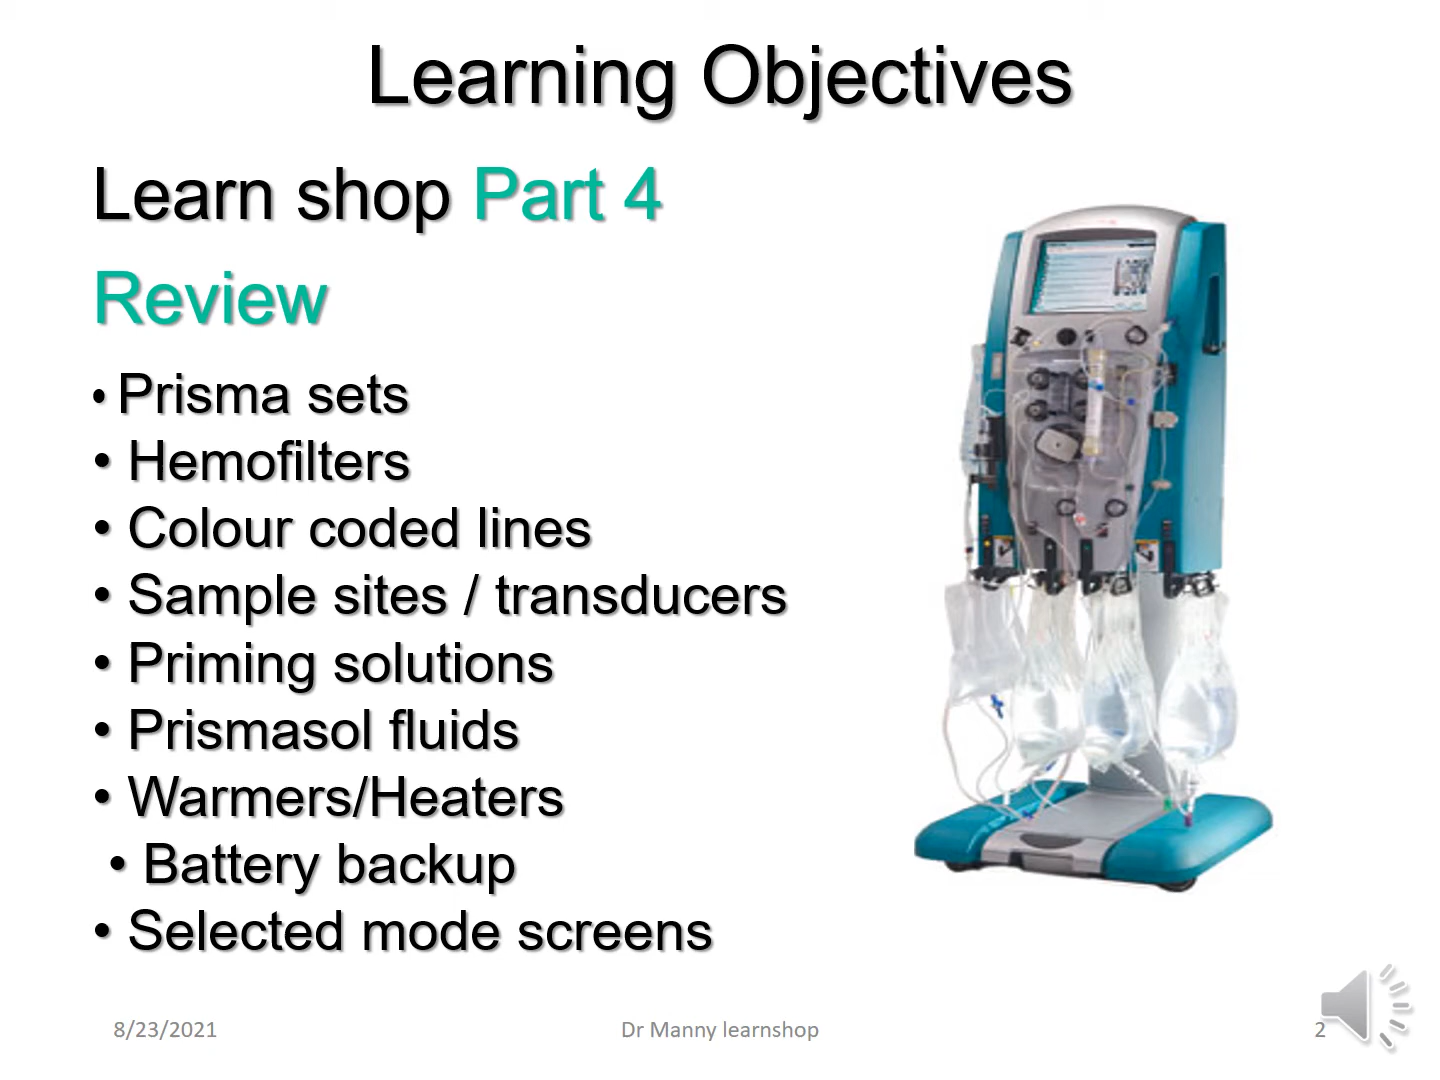 Learning Objectives
Learn shop Part 4
Review
• Prisma sets
• Hemofilters
• Colour coded lines
• Sample sites / transducers
• Priming solutions
• Prismasol fluids
• Warmers/Heaters
• Battery backup
• Selected mode screens
8/23/2021
Dr Manny learnshop
2